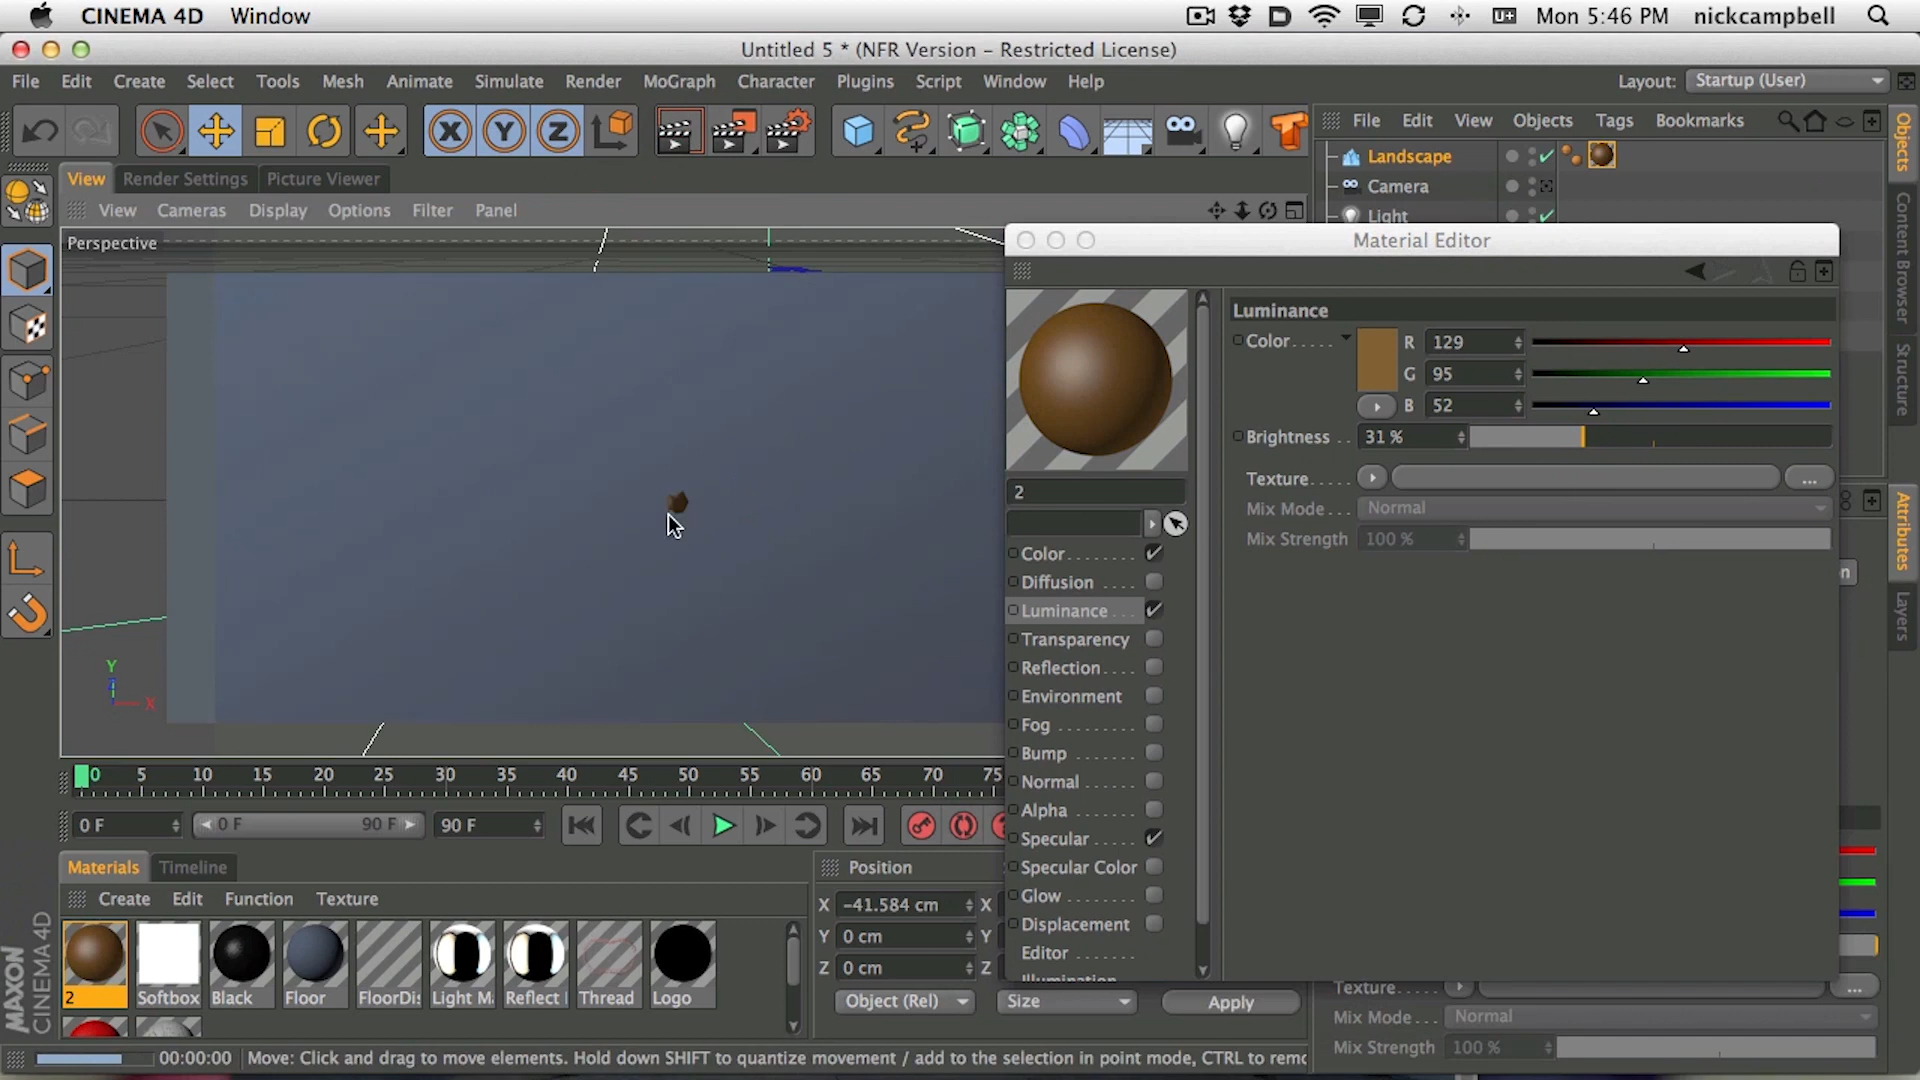 CINEMA 4D Window Mon 5:46 PM nickcampbell
Untitled 5 * (NFR Version – Restricted License)
File Edit Create Select Tools Mesh Animate Simulate Render MoGraph Character Plugins Script Window Help Layout: Startup (User)
X Y Z
File Edit View Objects Tags Bookmarks
Objects
Content Browser
Structure
Attributes
Layers
View Render Settings Picture Viewer
Landscape
Camera
Light
View Cameras Display Options Filter Panel
Perspective
Y
X
Material Editor
Luminance
Color..... R 129
G 95
B 52
Brightness .. 31 %
Texture..... ...
Mix Mode... Normal
Mix Strength 100 %
2
Color.......
Diffusion ....
Luminance ...
Transparency
Reflection....
Environment
Fog ........
Bump .......
Normal .....
Alpha .......
Specular .....
Specular Color
Glow ........
Displacement
Editor .......
0 5 10 15 20 25 30 35 40 45 50 55 60 65 70 75
0 F 0 F 90 F 90 F
Materials Timeline
Create Edit Function Texture
2 Softbox Black Floor FloorDis Light Ma Reflect Thread Logo
Position
X -41.584 cm X
Y 0 cm Y
Z 0 cm Z
Object (Rel) Size Apply
Texture... ...
Mix Mode... Normal
Mix Strength 100 %
MAXON
CINEMA 4D
00:00:00 Move: Click and drag to move elements. Hold down SHIFT to quantize movement / add to the selection in point mode, CTRL to remo